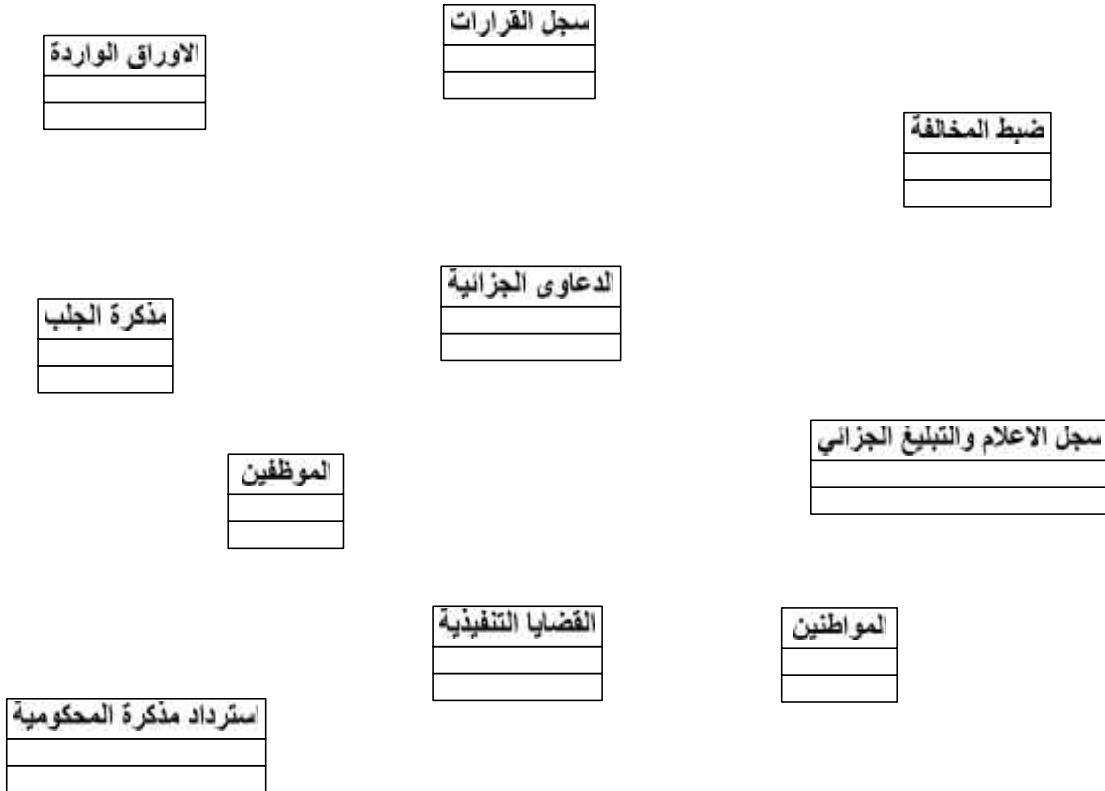 سجل القرارات
الاوراق الواردة
ضبط المخالفة
الدعاوى الجزائية
مذكرة الجلب
سجل الاعلام والتبليغ الجزائي
الموظفين
القضايا التنفيذية
المواطنين
استرداد مذكرة المحكومية